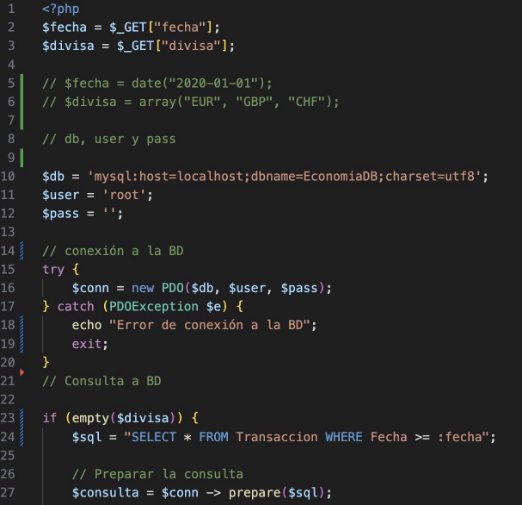 1 <?php
2 $fecha = $_GET["fecha"];
3 $divisa = $_GET["divisa"];
4
5 // $fecha = date("2020-01-01");
6 // $divisa = array("EUR", "GBP", "CHF");
7
8 // db, user y pass
9
10 $db = 'mysql:host=localhost;dbname=EconomiaDB;charset=utf8';
11 $user = 'root';
12 $pass = '';
13
14 // conexión a la BD
15 try {
16 $conn = new PDO($db, $user, $pass);
17 } catch (PDOException $e) {
18 echo "Error de conexión a la BD";
19 exit;
20 }
21 // Consulta a BD
22
23 if (empty($divisa)) {
24 $sql = "SELECT * FROM Transaccion WHERE Fecha >= :fecha";
25
26 // Preparar la consulta
27 $consulta = $conn -> prepare($sql);